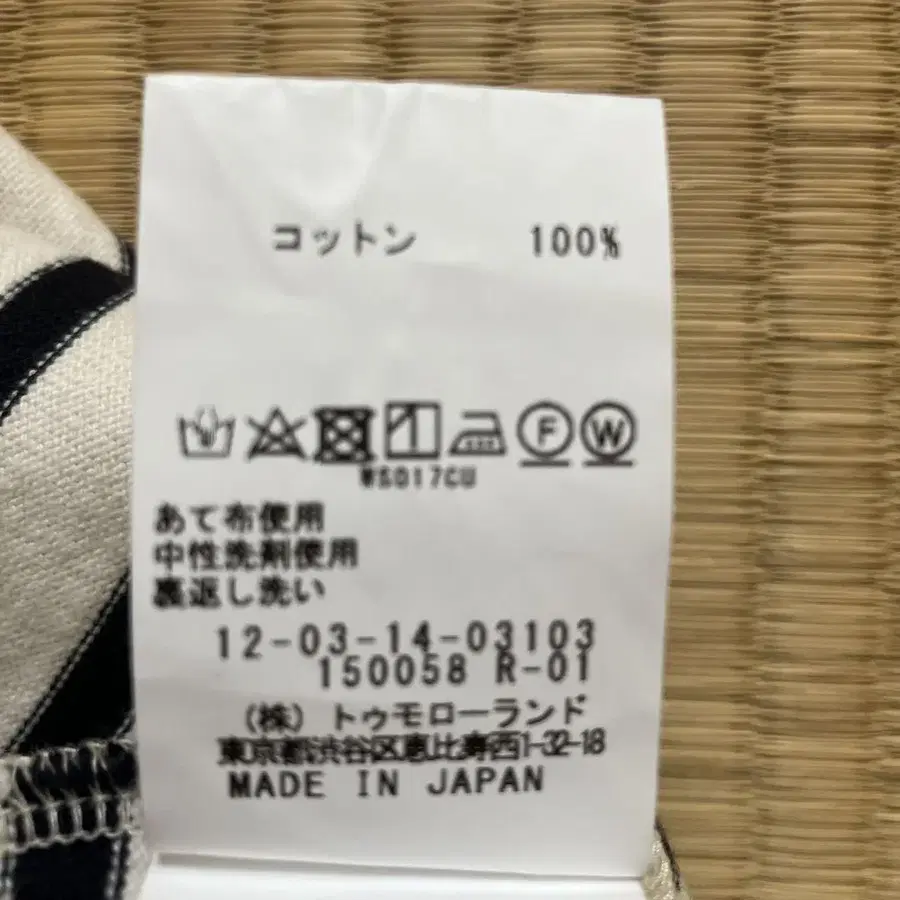 コットン 100%
F W
WS017CU
あて布使用
中性洗剤使用
裏返し洗い
12-03-14-03103
150058 R-01
(株) トゥモローランド
東京都渋谷区恵比寿西1-32-18
MADE IN JAPAN